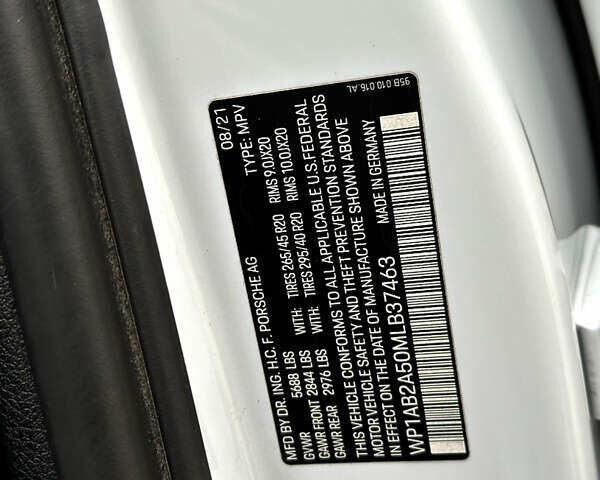 MFD BY DR. ING. H.C. F. PORSCHE AG 08/21
GVWR 5688 LBS TYPE: MPV
GAWR FRONT 2844 LBS WITH TIRES 265/45 R20 RIMS 9.0JX20
GAWR REAR 2976 LBS WITH TIRES 295/40 R20 RIMS 10.0JX20
THIS VEHICLE CONFORMS TO ALL APPLICABLE U.S.FEDERAL
MOTOR VEHICLE SAFETY AND THEFT PREVENTION STANDARDS
IN EFFECT ON THE DATE OF MANUFACTURE SHOWN ABOVE
WP1AB2A50MLB37463 MADE IN GERMANY
95B.010.016.AL